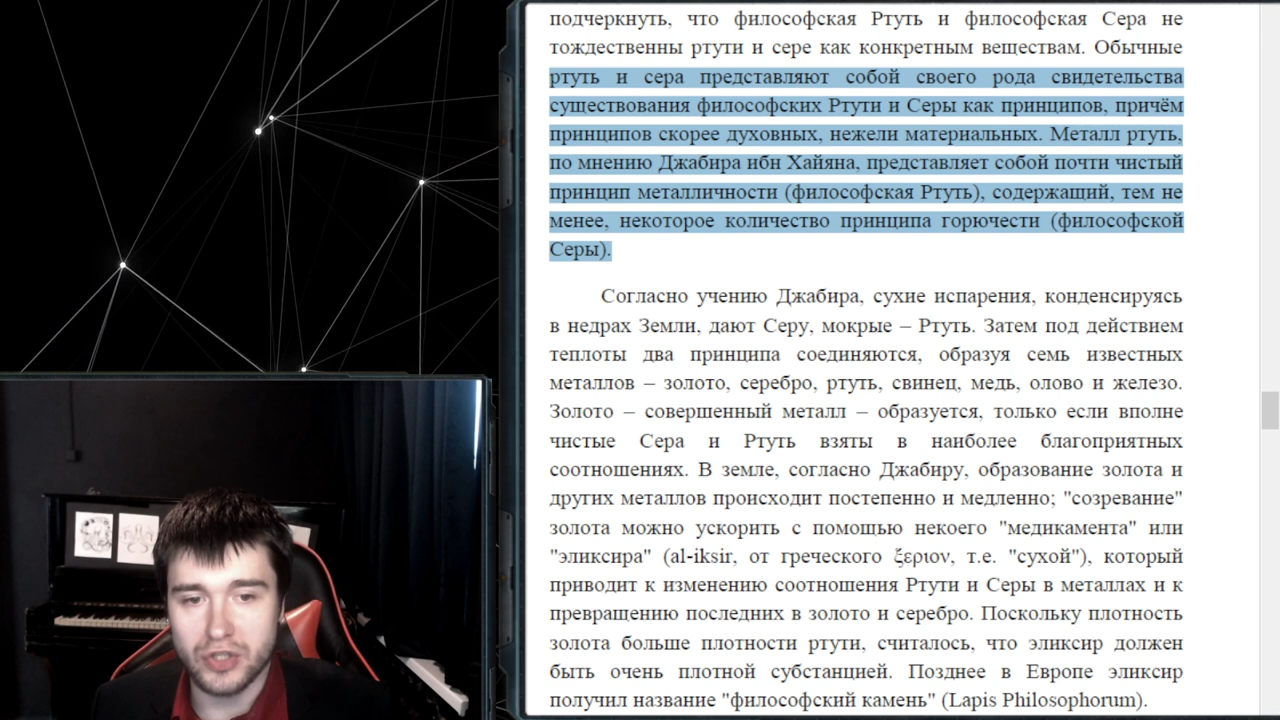 подчеркнуть, что философская Ртуть и философская Сера не
тождественны ртути и сере как конкретным веществам. Обычные
ртуть и сера представляют собой своего рода свидетельства
существования философских Ртути и Серы как принципов, причём
принципов скорее духовных, нежели материальных. Металл ртуть,
по мнению Джабира ибн Хайяна, представляет собой почти чистый
принцип металличности (философская Ртуть), содержащий, тем не
менее, некоторое количество принципа горючести (философской
Серы).
Согласно учению Джабира, сухие испарения, конденсируясь
в недрах Земли, дают Серу, мокрые – Ртуть. Затем под действием
теплоты два принципа соединяются, образуя семь известных
металлов – золото, серебро, ртуть, свинец, медь, олово и железо.
Золото – совершенный металл – образуется, только если вполне
чистые Сера и Ртуть взяты в наиболее благоприятных
соотношениях. В земле, согласно Джабиру, образование золота и
других металлов происходит постепенно и медленно; "созревание"
золота можно ускорить с помощью некоего "медикамента" или
"эликсира" (al-iksir, от греческого ξεριον, т.е. "сухой"), который
приводит к изменению соотношения Ртути и Серы в металлах и к
превращению последних в золото и серебро. Поскольку плотность
золота больше плотности ртути, считалось, что эликсир должен
быть очень плотной субстанцией. Позднее в Европе эликсир
получил название "философский камень" (Lapis Philosophorum).